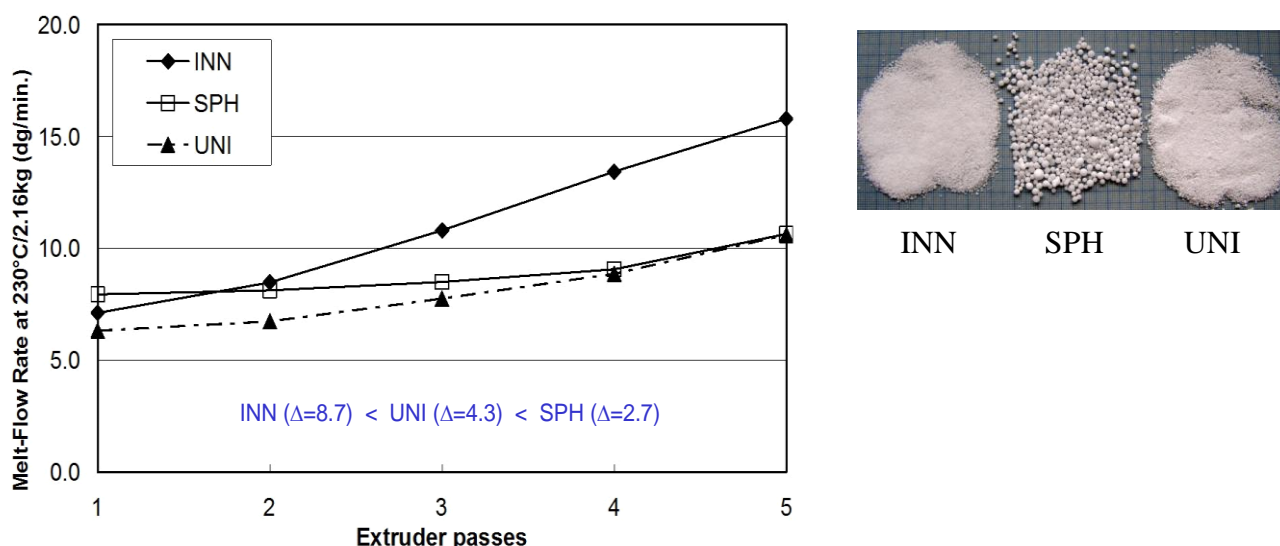 Melt-Flow Rate at 230°C/2.16kg (dg/min.)
20.0
15.0
10.0
5.0
0.0
INN
SPH
UNI
INN (Δ=8.7) < UNI (Δ=4.3) < SPH (Δ=2.7)
1 2 3 4 5
Extruder passes
INN SPH UNI